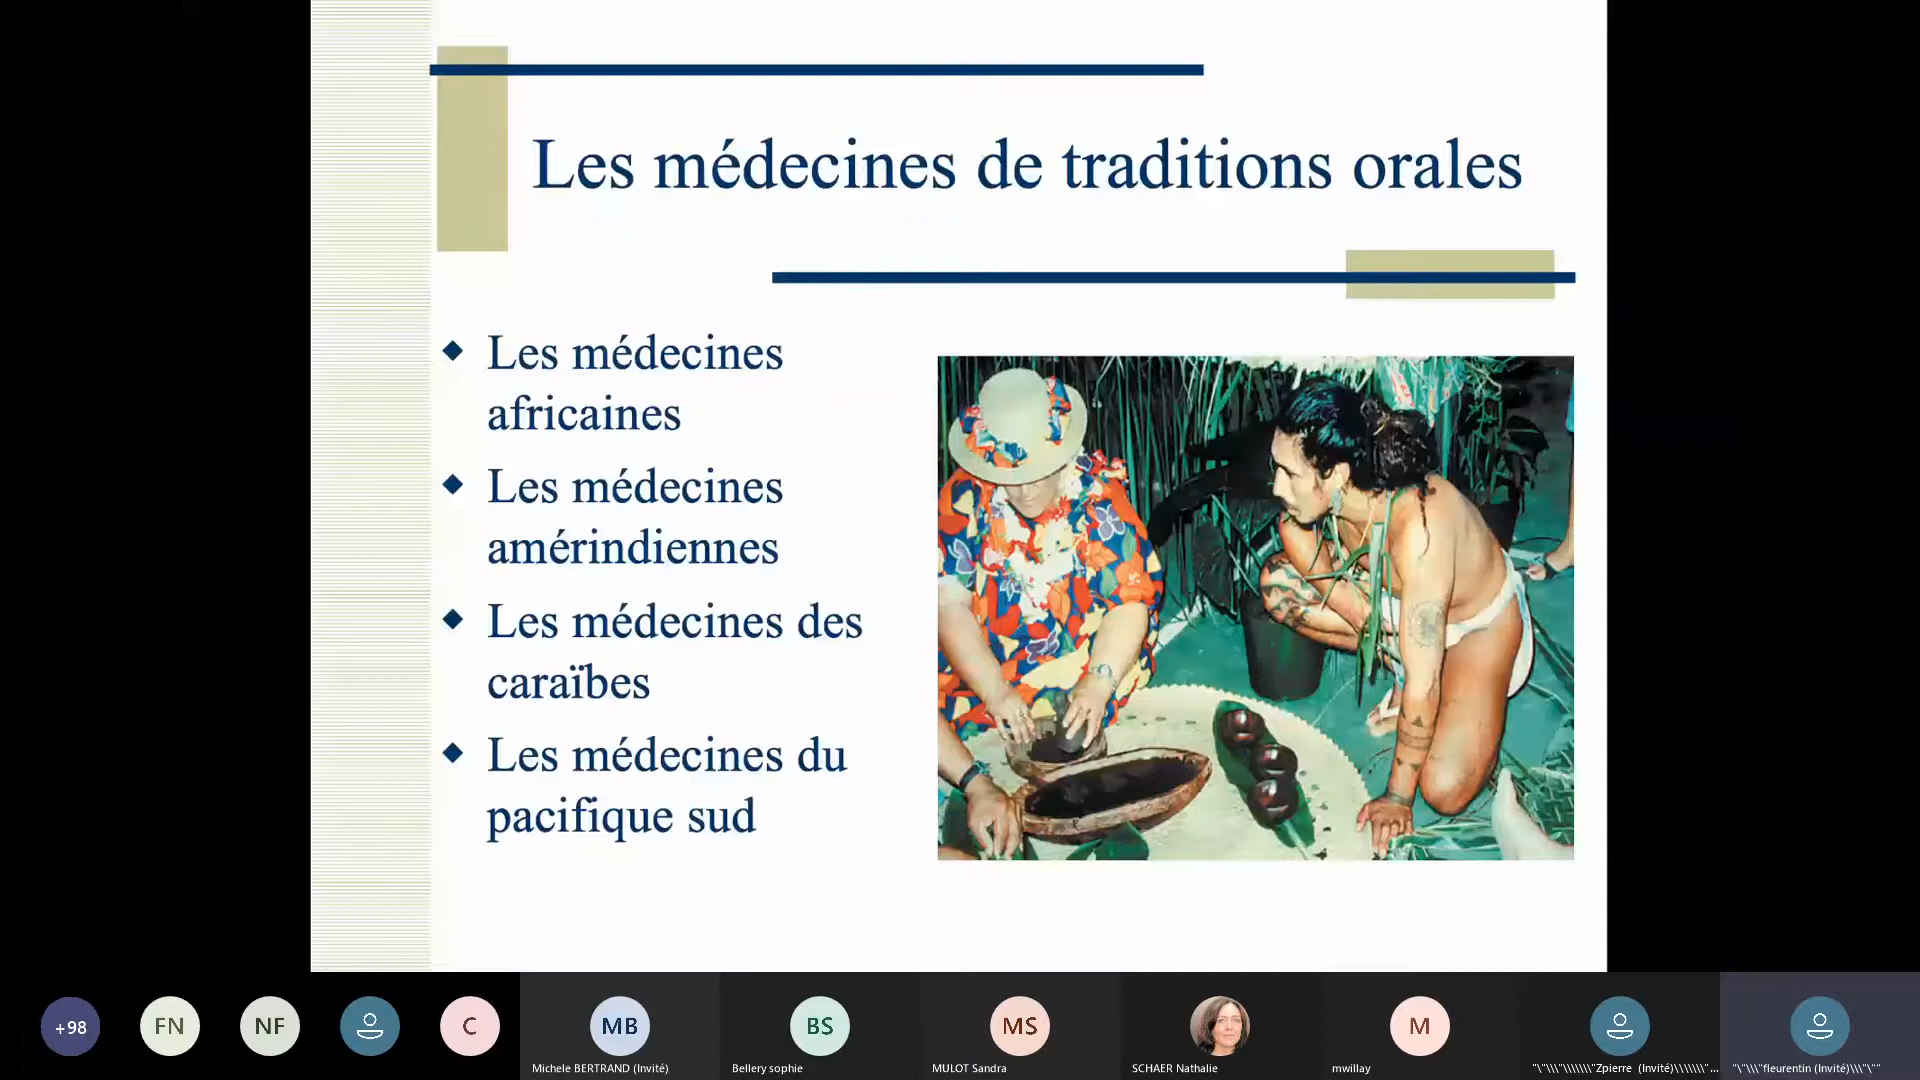 Les médecines de traditions orales
Les médecines
africaines
Les médecines
amérindiennes
Les médecines des
caraïbes
Les médecines du
pacifique sud
+98
FN
NF
C
MB
BS
MS
M
Michele BERTRAND (Invité)
Bellery sophie
MULOT Sandra
SCHAER Nathalie
mwillay
"\"\\\"\\\\\\\"Zpierre (Invité)\\\\\\\"...
"\"\\\"fleurentin (Invité)\\\"\""